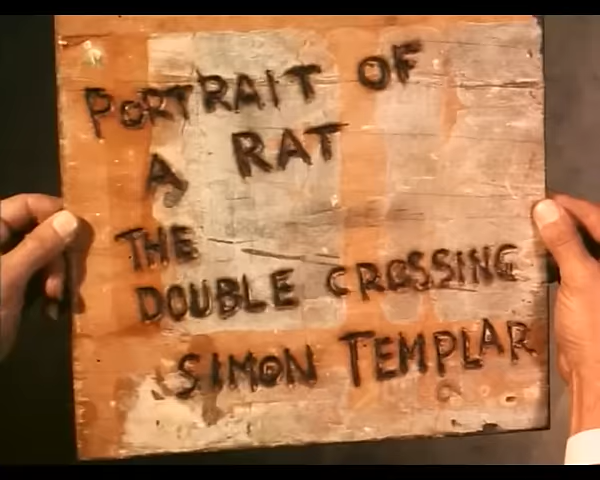 PORTRAIT OF
A RAT
THE
DOUBLE CROSSING
SIMON TEMPLAR